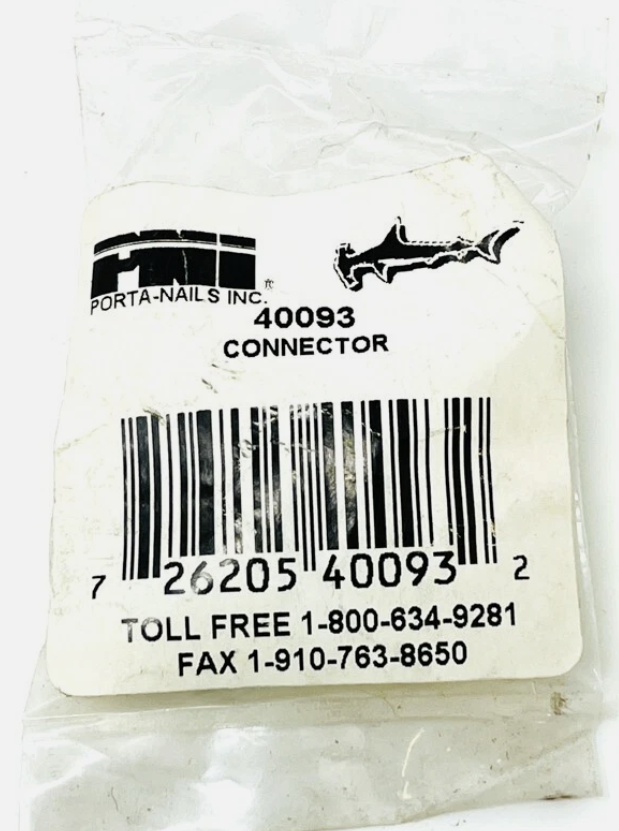 PNI
PORTA-NAILS INC.
40093
CONNECTOR
7 26205 40093 2
TOLL FREE 1-800-634-9281
FAX 1-910-763-8650